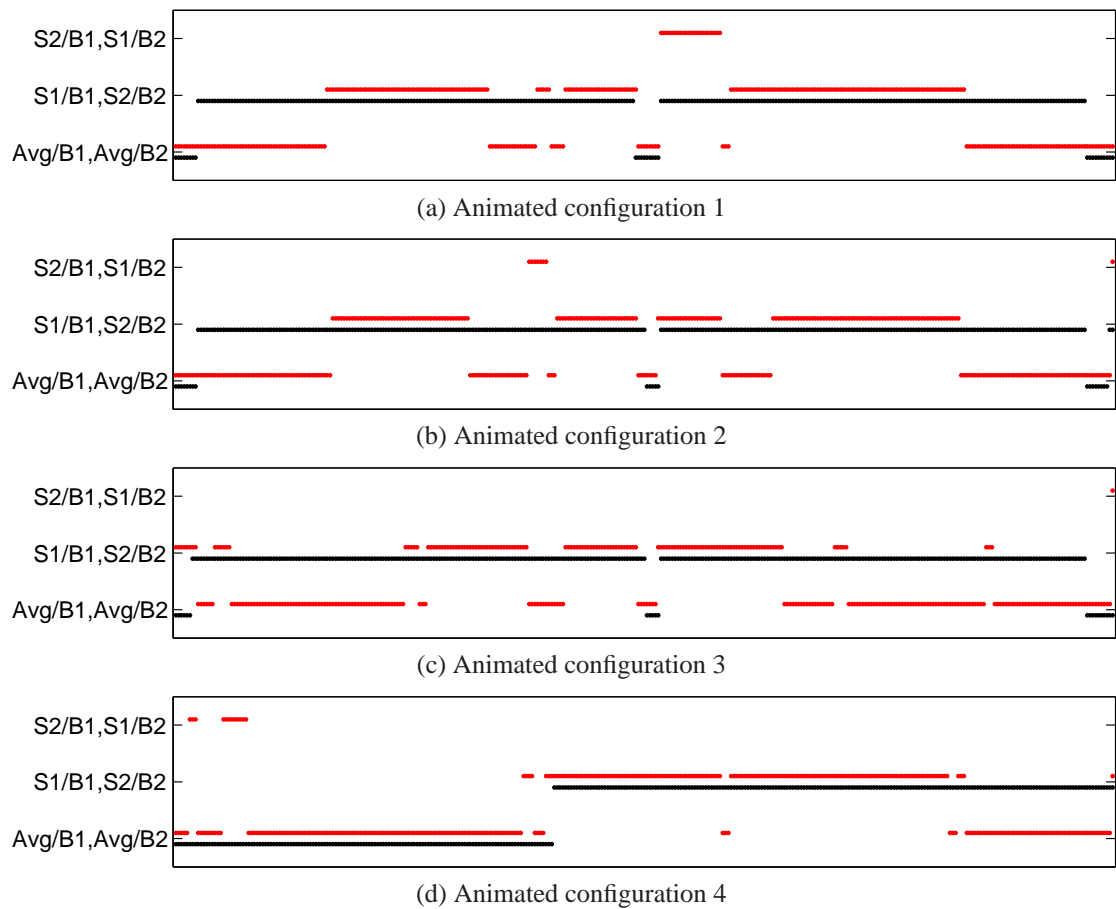 S2/B1,S1/B2
S1/B1,S2/B2
Avg/B1,Avg/B2
(a) Animated configuration 1
S2/B1,S1/B2
S1/B1,S2/B2
Avg/B1,Avg/B2
(b) Animated configuration 2
S2/B1,S1/B2
S1/B1,S2/B2
Avg/B1,Avg/B2
(c) Animated configuration 3
S2/B1,S1/B2
S1/B1,S2/B2
Avg/B1,Avg/B2
(d) Animated configuration 4